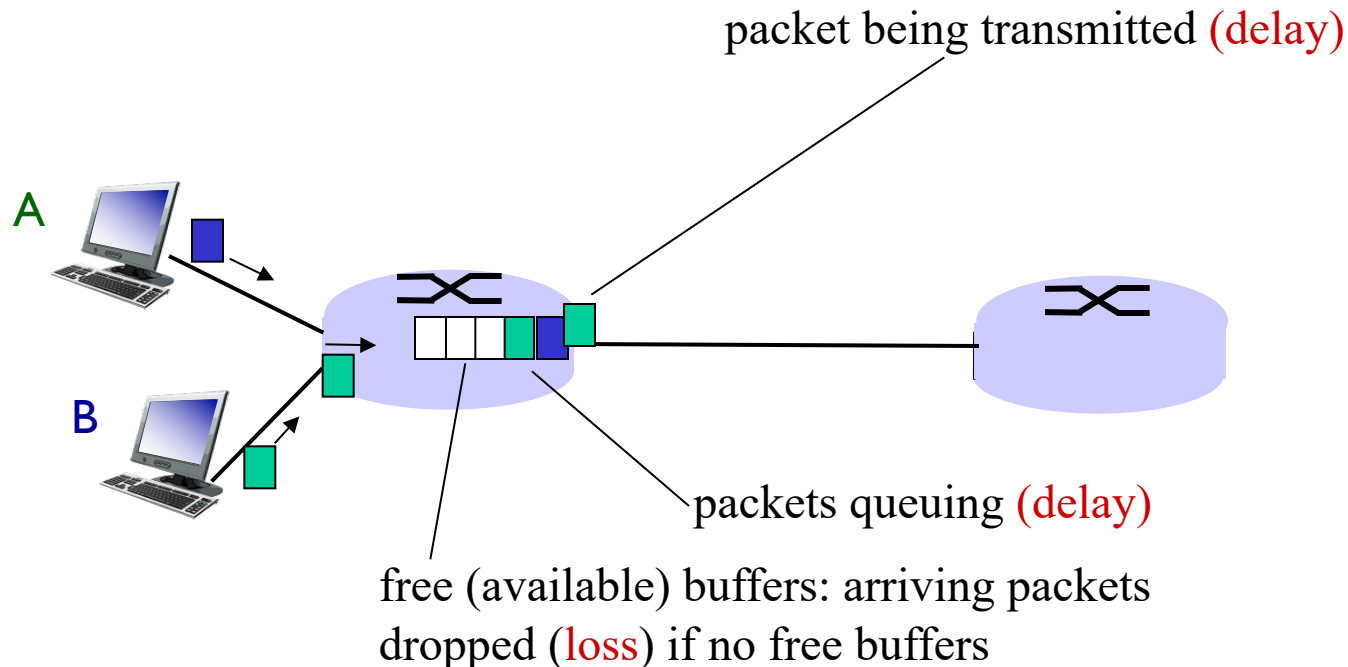 packet being transmitted (delay)
A
B
packets queuing (delay)
free (available) buffers: arriving packets
dropped (loss) if no free buffers